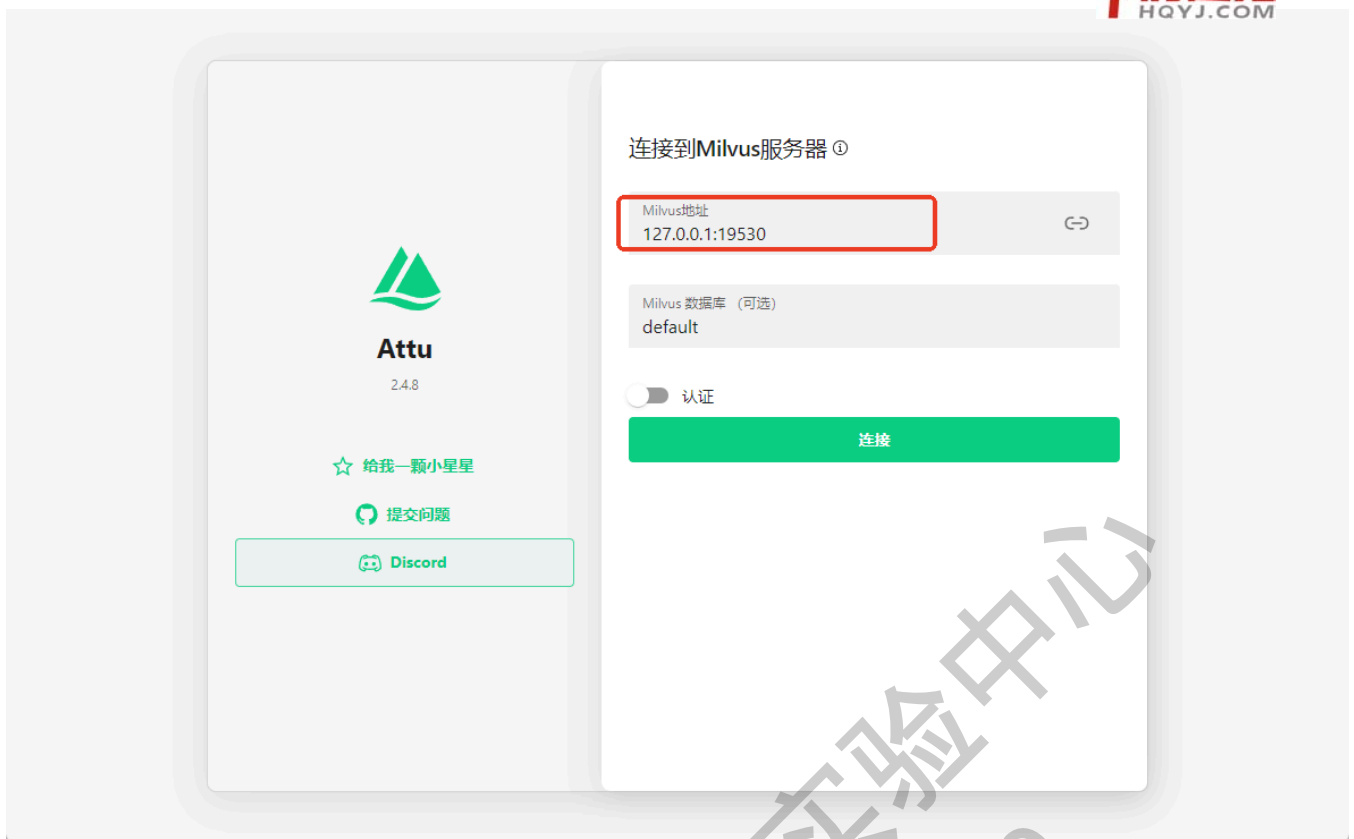 HQYJ.COM
连接到Milvus服务器
Milvus地址
127.0.0.1:19530
Milvus 数据库 （可选）
default
认证
连接
Attu
2.4.8
给我一颗小星星
提交问题
Discord
实验中心